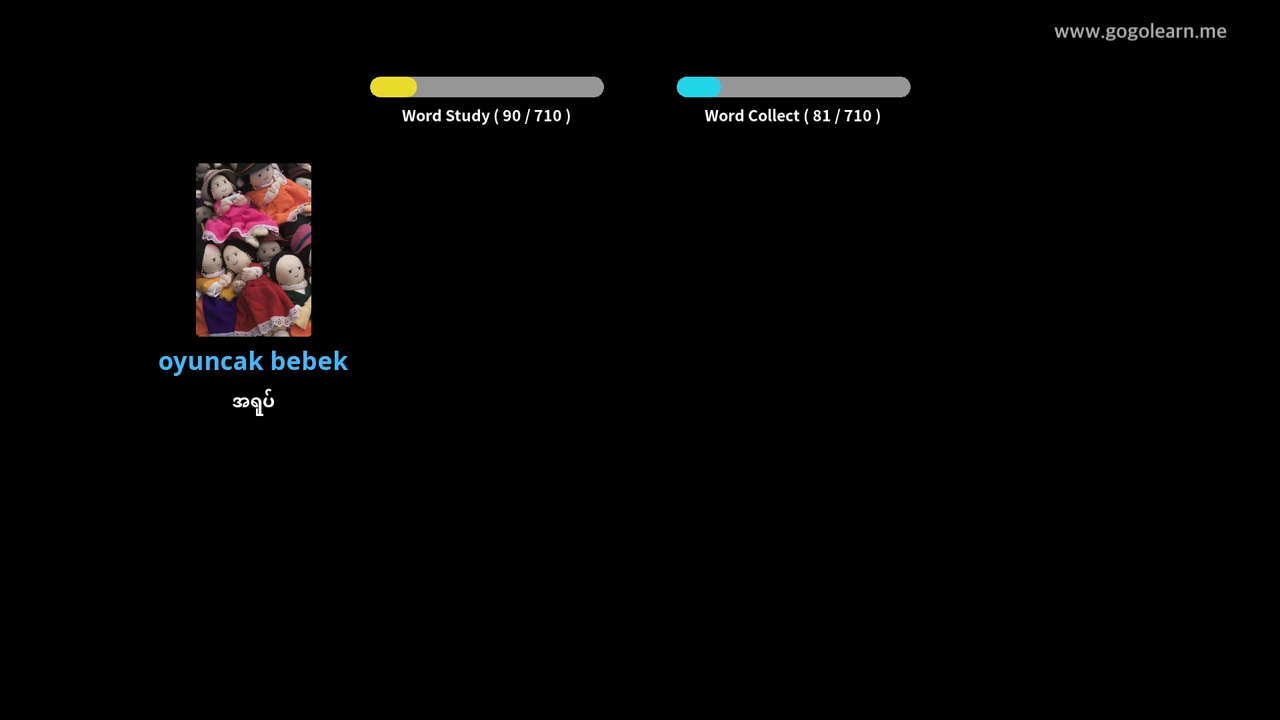 www.gogolearn.me
Word Study ( 90 / 710 )
Word Collect ( 81 / 710 )
oyuncak bebek
အရုပ်